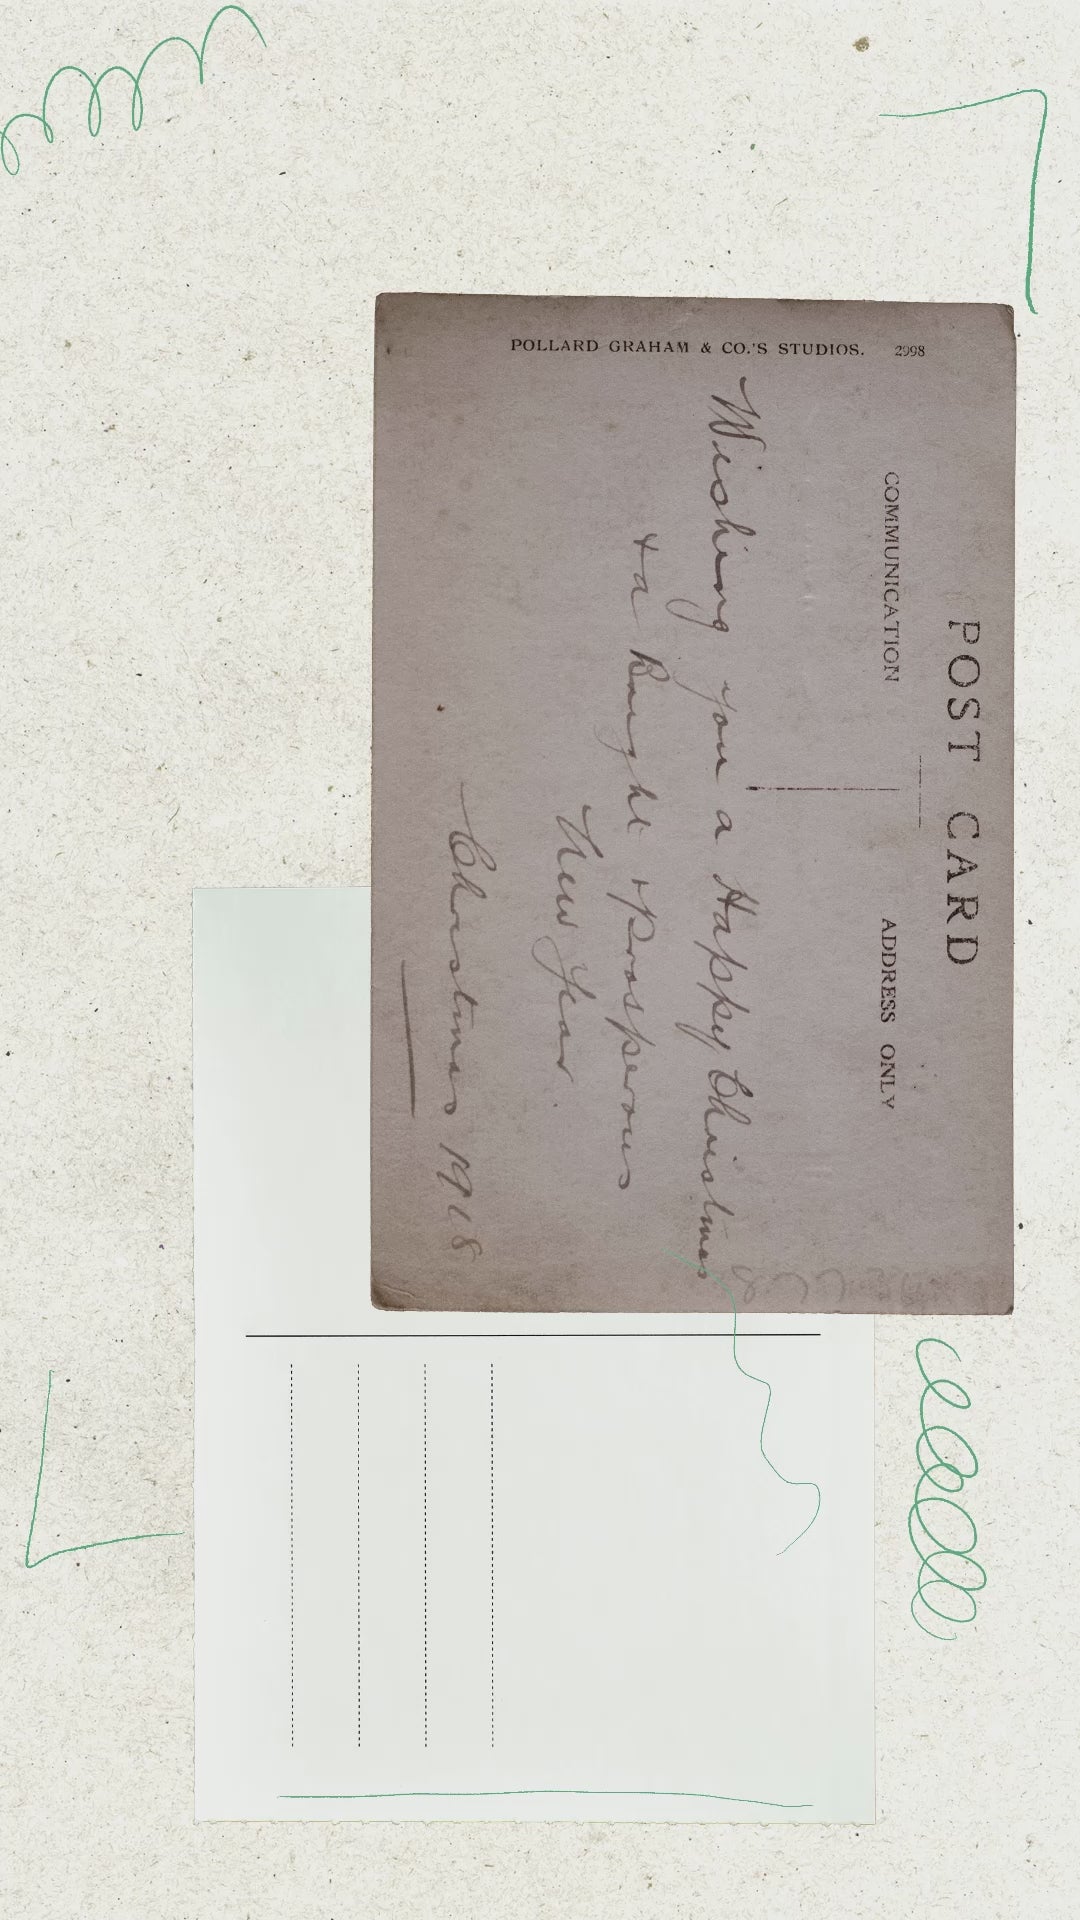 POLLARD GRAHAM & CO.'S STUDIOS. 2998
POST CARD
COMMUNICATION
ADDRESS ONLY
Wishing you a Happy Christmas
+ a Bright + Prosperous
New Year
Christmas 1918